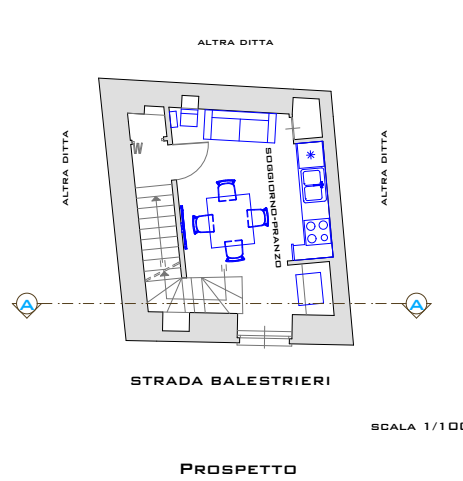 ALTRA DITTA
ALTRA DITTA
ALTRA DITTA
W
SOGGIORNO-PRANZO
A
A
STRADA BALESTRIERI
SCALA 1/100
PROSPETTO